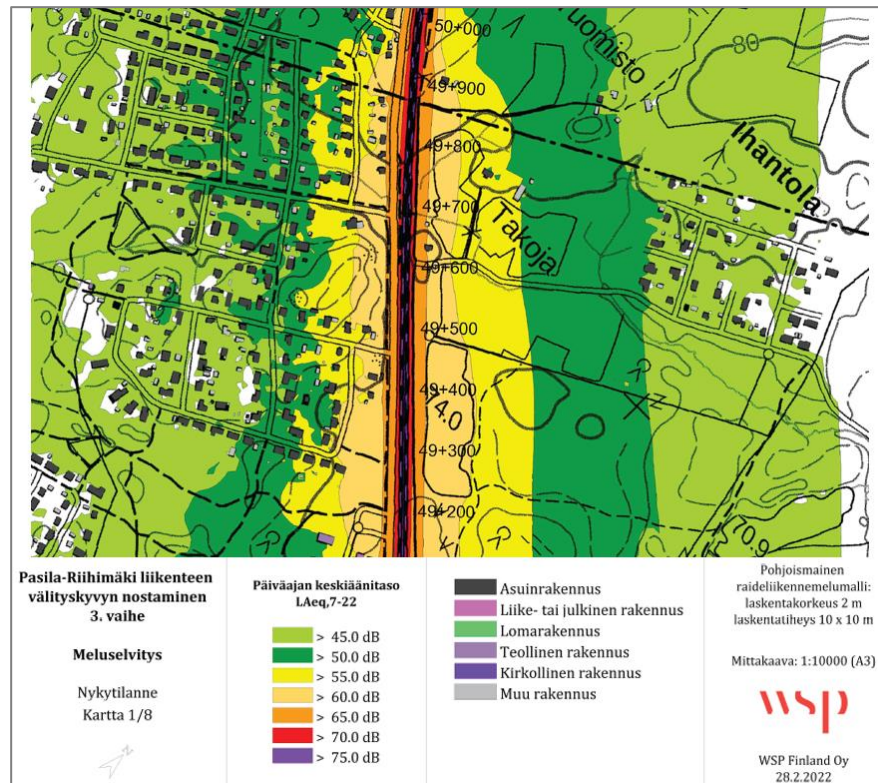 50+000
Tuomisto
80
49+900
Ihantola
49+800
49+700
Takoja
49+600
49+500
49+400
74.0
49+300
49+200
70.9
Pasila-Riihimäki liikenteen
välityskyvyn nostaminen
3. vaihe
Meluselvitys
Nykytilanne
Kartta 1/8
Päiväajan keskiäänitaso
LAeq,7-22
> 45.0 dB
> 50.0 dB
> 55.0 dB
> 60.0 dB
> 65.0 dB
> 70.0 dB
> 75.0 dB
Asuinrakennus
Liike- tai julkinen rakennus
Lomarakennus
Teollinen rakennus
Kirkollinen rakennus
Muu rakennus
Pohjoismainen
raideliikennemelumalli:
laskentakorkeus 2 m
laskentatiheys 10 x 10 m
Mittakaava: 1:10000 (A3)
wsp
WSP Finland Oy
28.2.2022